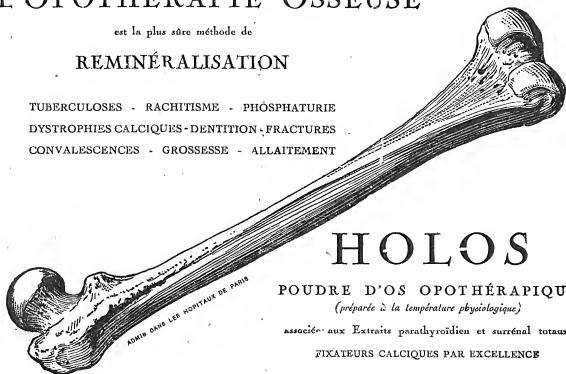 L'OPOTHÉRAPIE OSSEUSE
est la plus sûre méthode de
REMINÉRALISATION
TUBERCULOSES - RACHITISME - PHOSPHATURIE
DYSTROPHIES CALCIQUES - DENTITION - FRACTURES
CONVALESCENCES - GROSSESSE - ALLAITEMENT
ADMIS DANS LES HOPITAUX DE PARIS
HOLOS
POUDRE D'OS OPOTHÉRAPIQU
(préparée à la température physiologique)
associée aux Extraits parathyroïdien et surrénal totaux
FIXATEURS CALCIQUES PAR EXCELLENCE